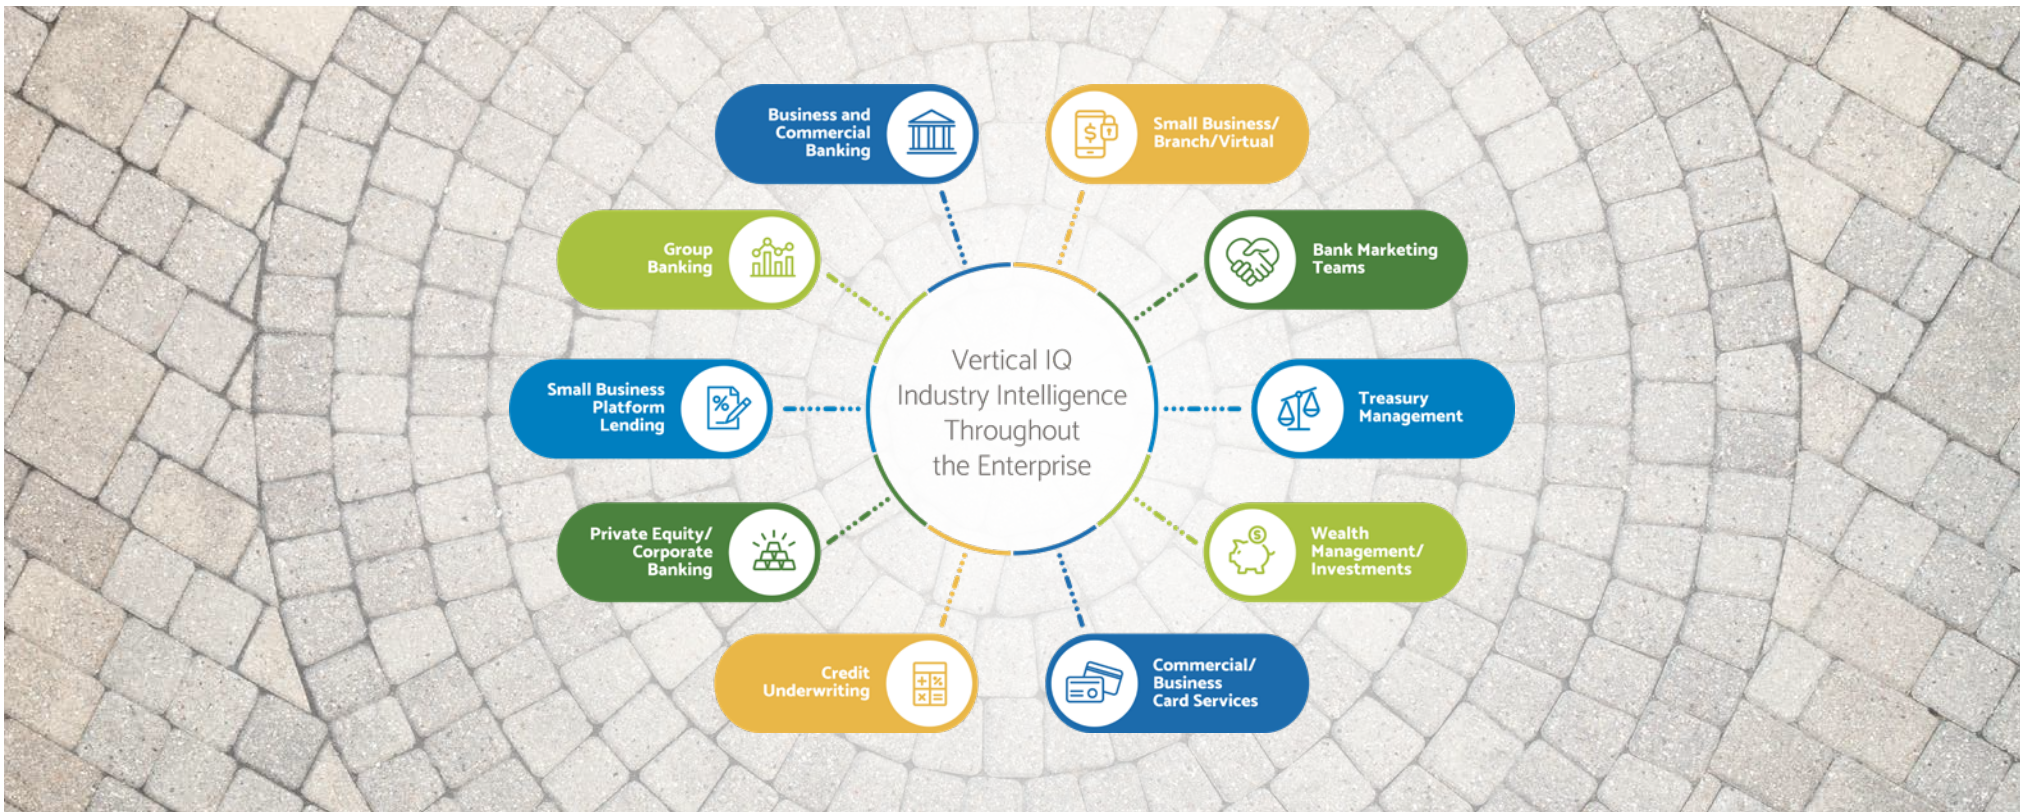 Business and
Commercial
Banking
Small Business/
Branch/Virtual
Group
Banking
Bank Marketing
Teams
Small Business
Platform
Lending
Vertical IQ
Industry Intelligence
Throughout
the Enterprise
Treasury
Management
Private Equity/
Corporate
Banking
Wealth
Management/
Investments
Credit
Underwriting
Commercial/
Business
Card Services